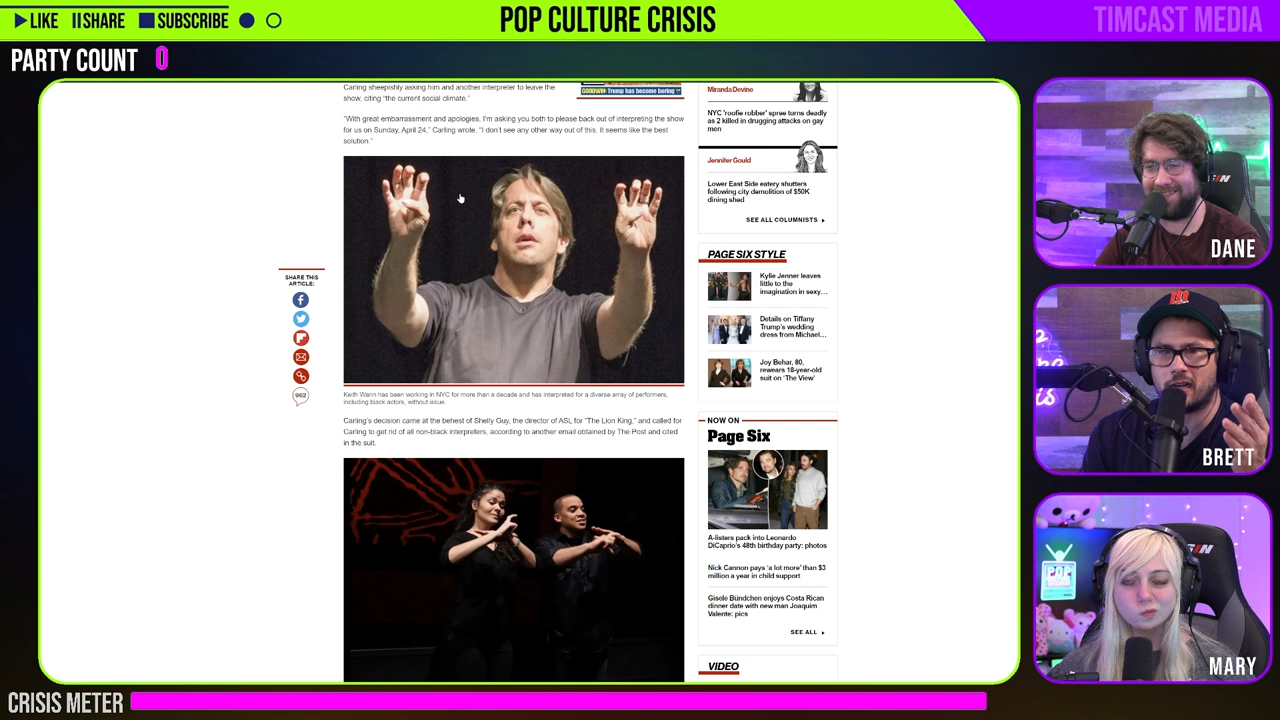 LIKE
SHARE
SUBSCRIBE
POP CULTURE CRISIS
TIMCAST MEDIA
PARTY COUNT 0
Carling sheepishly asking him and another interpreter to leave the
show, citing "the current social climate."
GOODWIN: Trump has become boring
"With great embarrassment and apologies, I'm asking you both to please back out of interpreting the show
for us on Sunday, April 24," Carling wrote. "I don't see any other way out of this. It seems like the best
solution."
SHARE THIS
ARTICLE:
962
Keith Wann has been working in NYC for more than a decade and has interpreted for a diverse array of performers,
including black actors, without issue.
Carling's decision came at the behest of Shelly Guy, the director of ASL for "The Lion King," and called for
Carling to get rid of all non-black interpreters, according to another email obtained by The Post and cited
in the suit.
Miranda Devine
NYC 'roofie robber' spree turns deadly
as 2 killed in drugging attacks on gay
men
Jennifer Gould
Lower East Side eatery shutters
following city demolition of $50K
dining shed
SEE ALL COLUMNISTS
PAGE SIX STYLE
Kylie Jenner leaves
little to the
imagination in sexy...
Details on Tiffany
Trump's wedding
dress from Michael...
Joy Behar, 80,
rewears 18-year-old
suit on 'The View'
NOW ON
Page Six
A-listers pack into Leonardo
DiCaprio's 48th birthday party: photos
Nick Cannon pays 'a lot more' than $3
million a year in child support
Gisele Bündchen enjoys Costa Rican
dinner date with new man Joaquim
Valente: pics
SEE ALL
VIDEO
DANE
BRETT
POP
MARY
CRISIS METER